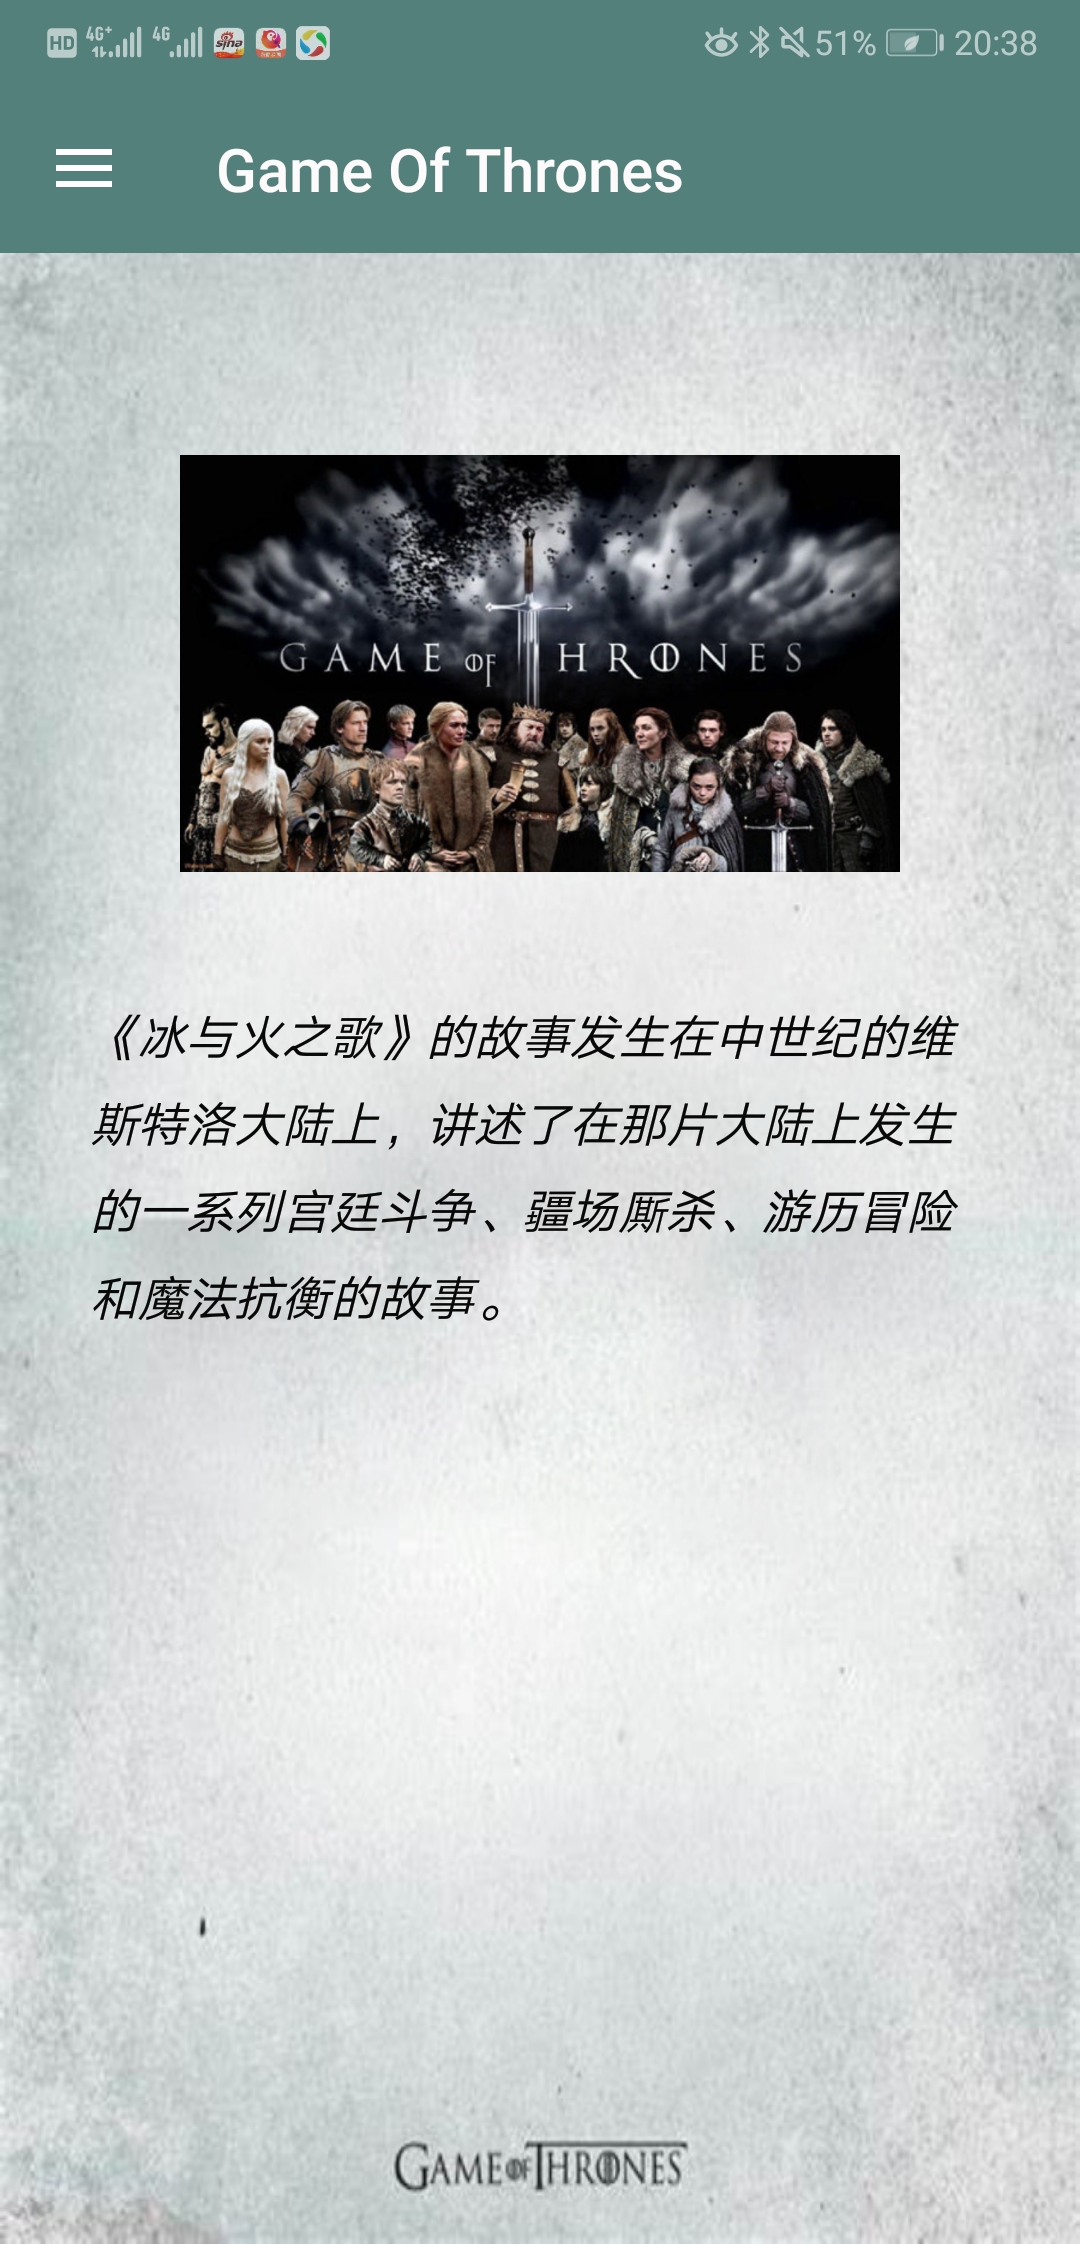 HD 4G+ 4G sina 51% 20:38
Game Of Thrones
GAME OF THRONES
《冰与火之歌》的故事发生在中世纪的维
斯特洛大陆上，讲述了在那片大陆上发生
的一系列宫廷斗争、疆场厮杀、游历冒险
和魔法抗衡的故事。
GAME OF THRONES